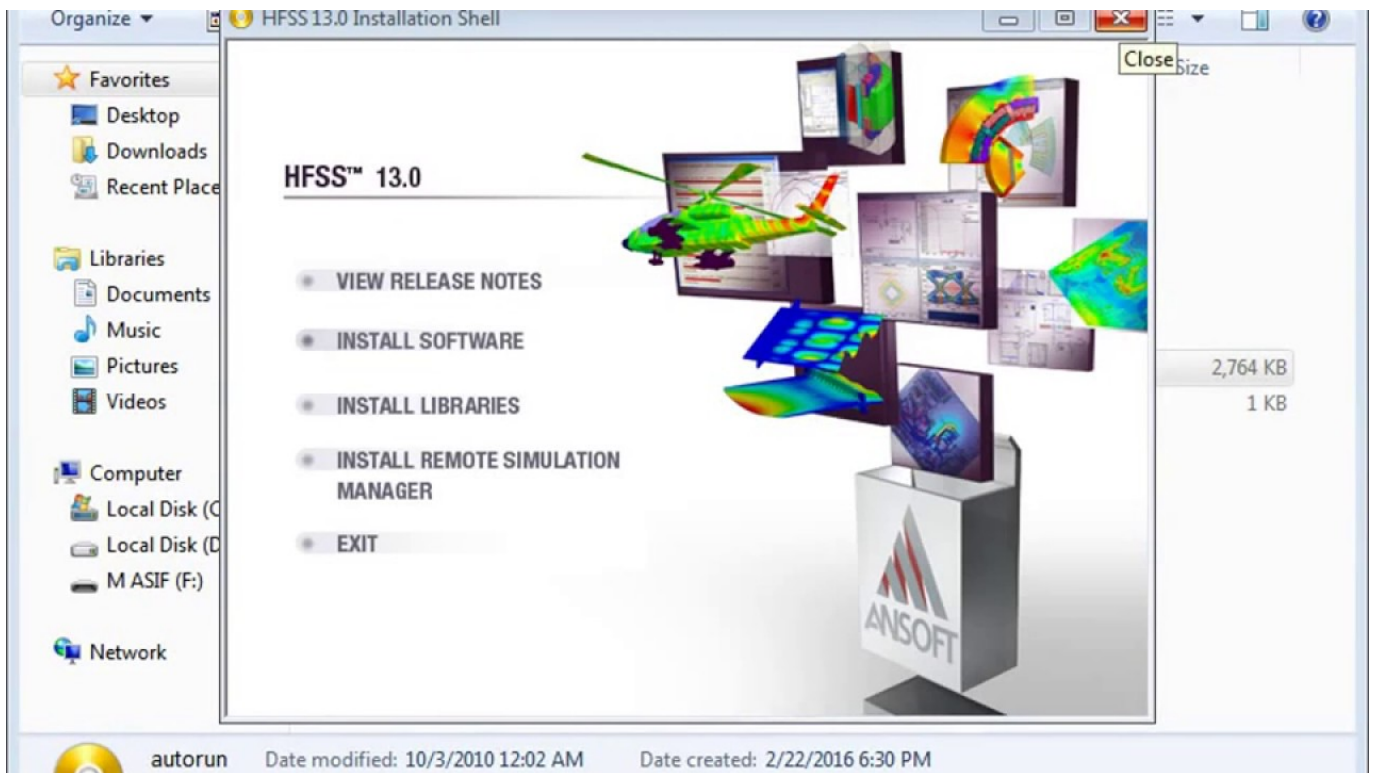 Organize
HFSS 13.0 Installation Shell
Close
Size
Favorites
Desktop
Downloads
Recent Place
Libraries
Documents
Music
Pictures
Videos
Computer
Local Disk (C
Local Disk (D
M ASIF (F:)
Network
HFSS™ 13.0
VIEW RELEASE NOTES
INSTALL SOFTWARE
INSTALL LIBRARIES
INSTALL REMOTE SIMULATION
MANAGER
EXIT
ANSOFT
2,764 KB
1 KB
autorun Date modified: 10/3/2010 12:02 AM Date created: 2/22/2016 6:30 PM